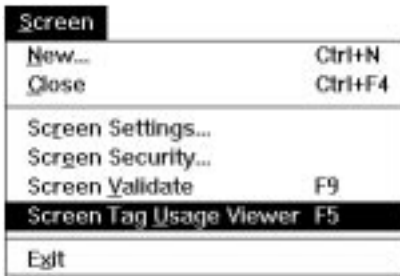 Screen
New... Ctrl+N
Close Ctrl+F4
Screen Settings...
Screen Security...
Screen Validate F9
Screen Tag Usage Viewer F5
Exit